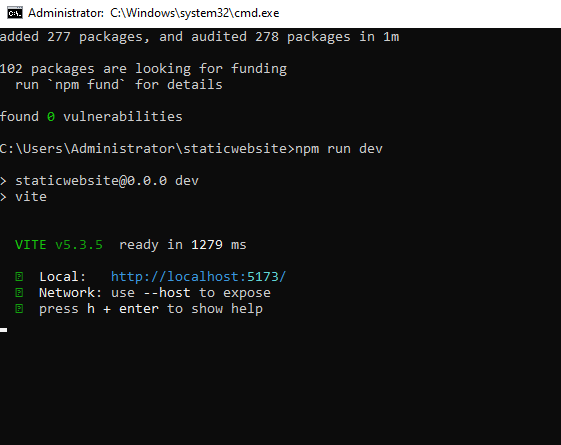 Administrator: C:\Windows\system32\cmd.exe
added 277 packages, and audited 278 packages in 1m
102 packages are looking for funding
run `npm fund` for details
found 0 vulnerabilities
C:\Users\Administrator\staticwebsite>npm run dev
> staticwebsite@0.0.0 dev
> vite
VITE v5.3.5 ready in 1279 ms
Local: http://localhost:5173/
Network: use --host to expose
press h + enter to show help